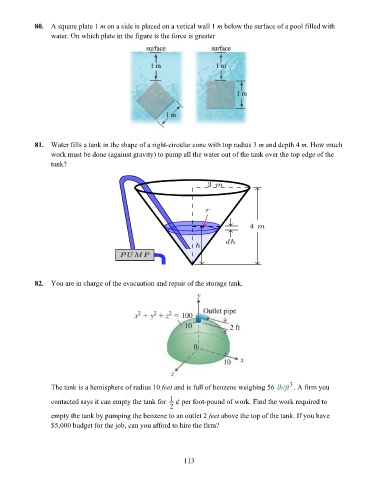 80. A square plate 1 m on a side is placed on a vetical wall 1 m below the surface of a pool filled with
water. On which plate in the figure is the force is greater
surface surface
1 m 1 m
1 m
1 m
81. Water fills a tank in the shape of a right-circular cone with top radius 3 m and depth 4 m. How much
work must be done (against gravity) to pump all the water out of the tank over the top edge of the
tank?
3 m
r
4 m
dh
h
PUMP
82. You are in charge of the evacuation and repair of the storage tank.
y
Outlet pipe
x² + y² + z² = 100
10
2 ft
0
10 x
z
The tank is a hemisphere of radius 10 feet and is full of benzene weighing 56 lb/ft³. A firm you
contacted says it can empty the tank for 1/2 ¢ per foot-pound of work. Find the work required to
empty the tank by pumping the benzene to an outlet 2 feet above the top of the tank. If you have
$5,000 budget for the job, can you afford to hire the firm?
113